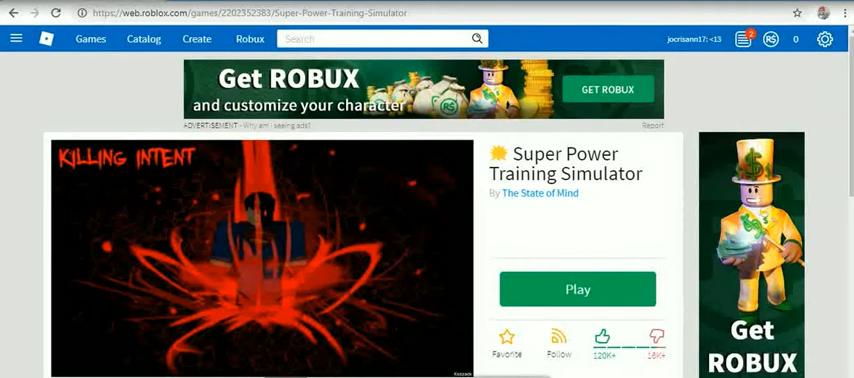 https://web.roblox.com/games/2202352383/Super-Power-Training-Simulator
Games Catalog Create Robux Search jocrisann17: <13 2 R$ 0
Get ROBUX
and customize your character
GET ROBUX
ADVERTISEMENT - Why am I seeing ads?
Report
KILLING INTENT
Super Power
Training Simulator
By The State of Mind
Play
Favorite Follow 120K+ 16K+
Kuzzack
Get
ROBUX